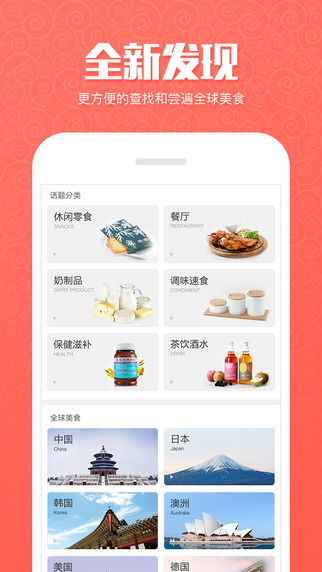 全新发现
更方便的查找和尝遍全球美食
话题分类
休闲零食
SNACKS
餐厅
RESTAURANT
奶制品
DAIRY PRODUCT
调味速食
CONDIMENT
保健滋补
HEALTH
茶饮酒水
DRINK
全球美食
中国
China
日本
Japan
韩国
Korea
澳洲
Australia
美国
德国